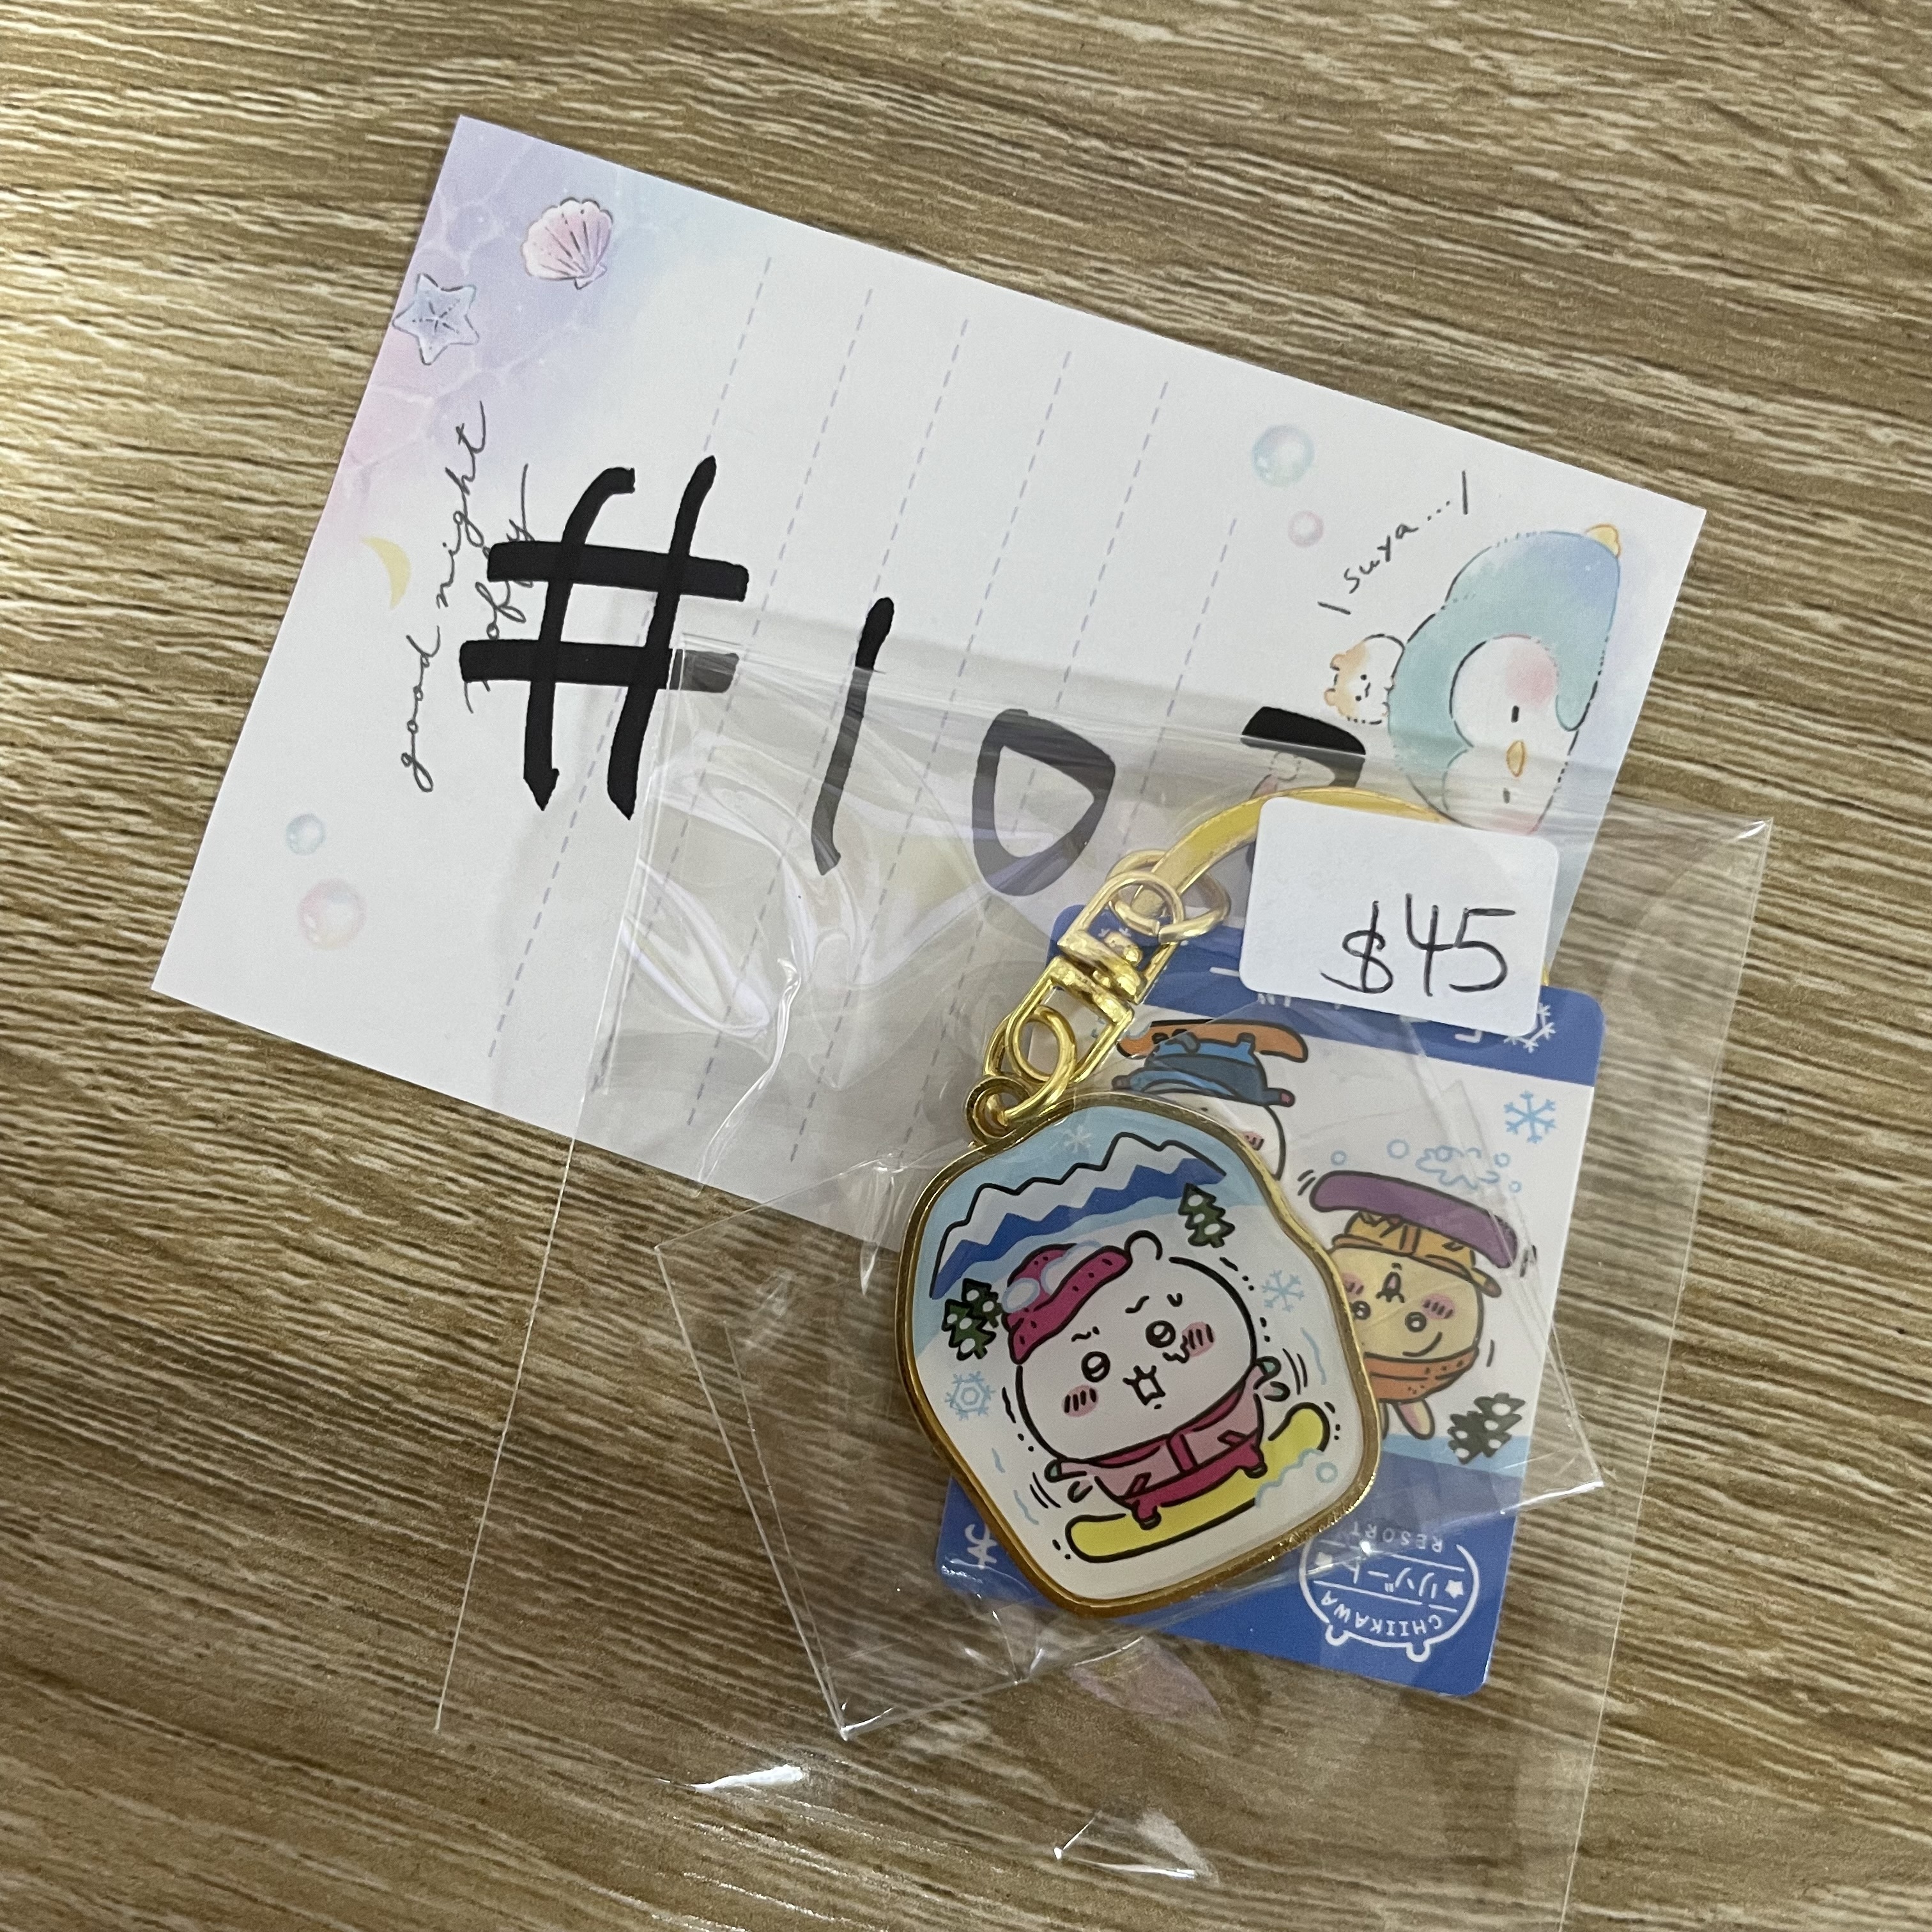 good night
#10
suya...
$45
CHIIKAWA
リゾート
RESORT